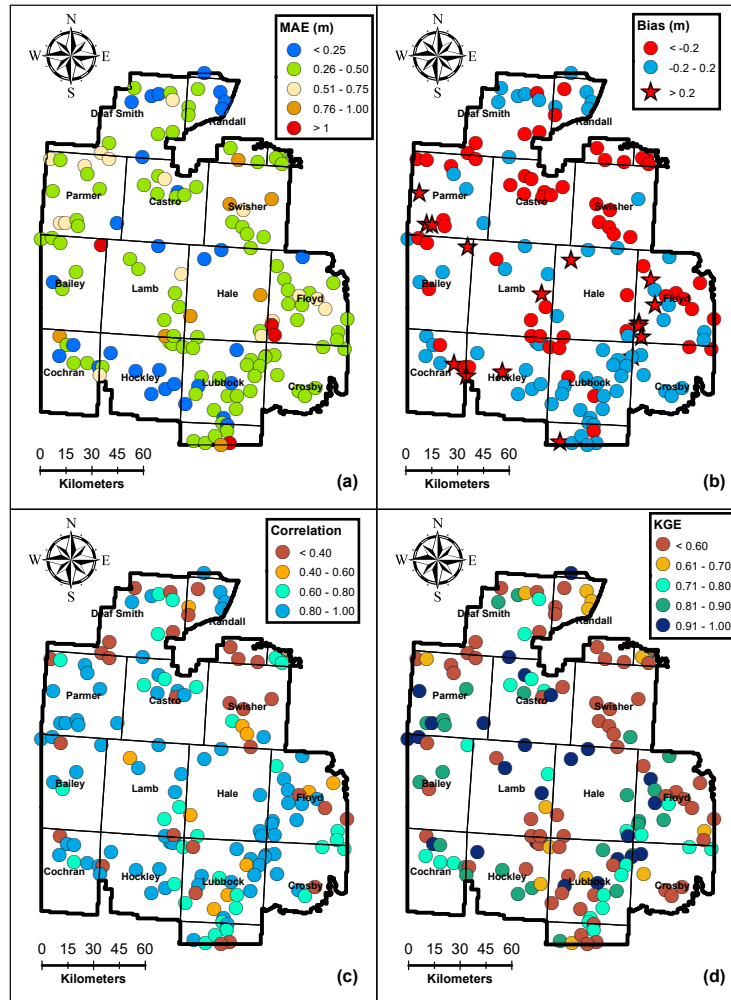 N
W E
S
MAE (m)
< 0.25
0.26 - 0.50
0.51 - 0.75
0.76 - 1.00
> 1
Deaf Smith
Randall
Parmer
Castro
Swisher
Bailey
Lamb
Hale
Floyd
Cochran
Hockley
Lubbock
Crosby
0 15 30 45 60
Kilometers
(a)
N
W E
S
Bias (m)
< -0.2
-0.2 - 0.2
> 0.2
Deaf Smith
Randall
Parmer
Castro
Swisher
Bailey
Lamb
Hale
Floyd
Cochran
Hockley
Lubbock
Crosby
0 15 30 45 60
Kilometers
(b)
N
W E
S
Correlation
< 0.40
0.40 - 0.60
0.60 - 0.80
0.80 - 1.00
Deaf Smith
Randall
Parmer
Castro
Swisher
Bailey
Lamb
Hale
Floyd
Cochran
Hockley
Lubbock
Crosby
0 15 30 45 60
Kilometers
(c)
N
W E
S
KGE
< 0.60
0.61 - 0.70
0.71 - 0.80
0.81 - 0.90
0.91 - 1.00
Deaf Smith
Randall
Parmer
Castro
Swisher
Bailey
Lamb
Hale
Floyd
Cochran
Hockley
Lubbock
Crosby
0 15 30 45 60
Kilometers
(d)